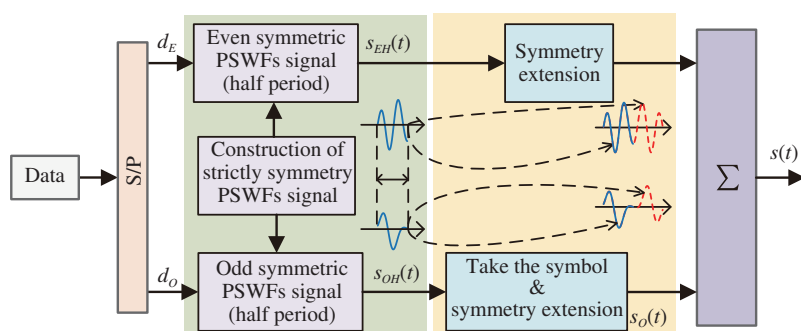 Data
S/P
d_E
Even symmetric
PSWFs signal
(half period)
s_EH(t)
Symmetry
extension
Construction of
strictly symmetry
PSWFs signal
d_O
Odd symmetric
PSWFs signal
(half period)
s_OH(t)
Take the symbol
&
symmetry extension
s_O(t)
Σ
s(t)